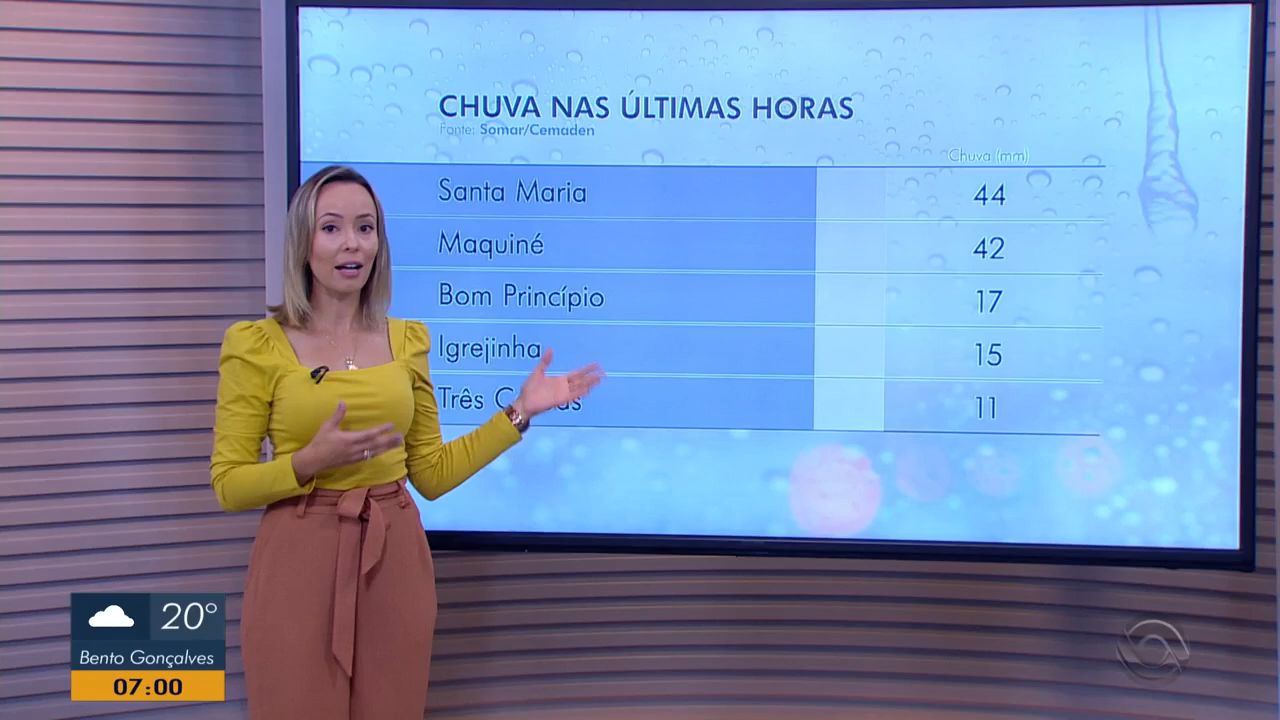 CHUVA NAS ÚLTIMAS HORAS
Fonte: Somar/Cemaden
Chuva (mm)
Santa Maria 44
Maquiné 42
Bom Princípio 17
Igrejinha 15
Três 11
20°
Bento Gonçalves
07:00